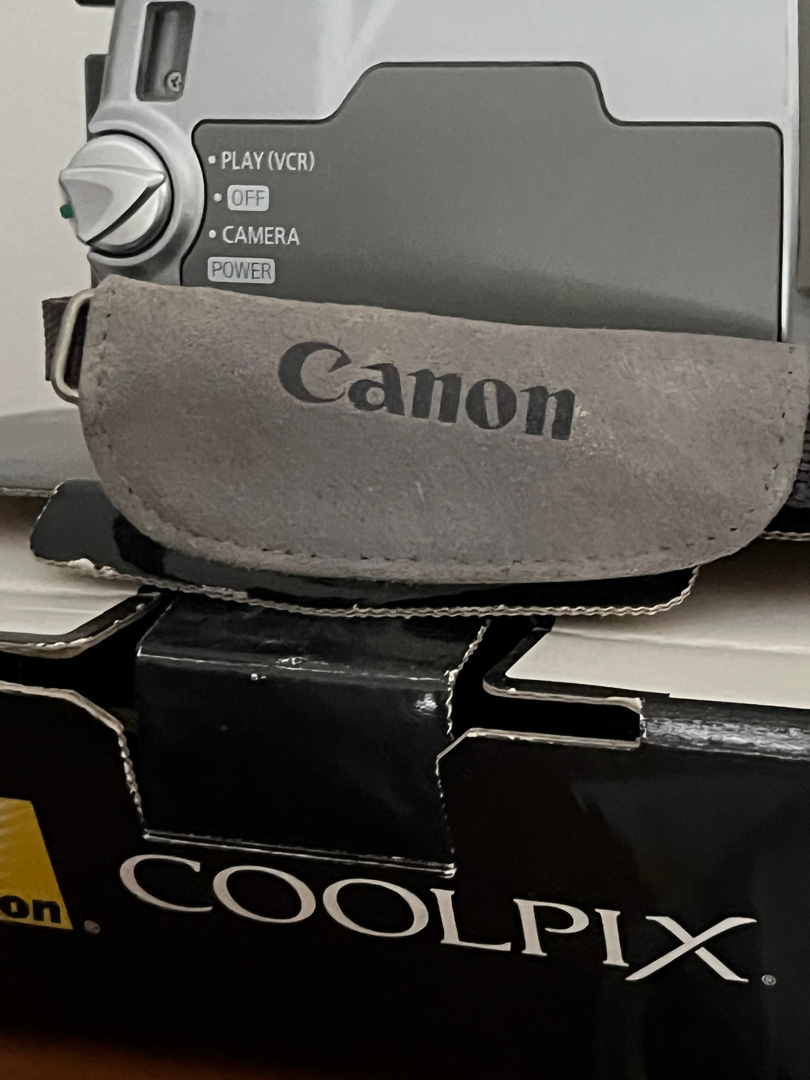 • PLAY (VCR)
• OFF
• CAMERA
POWER
Canon
on®
COOLPIX®